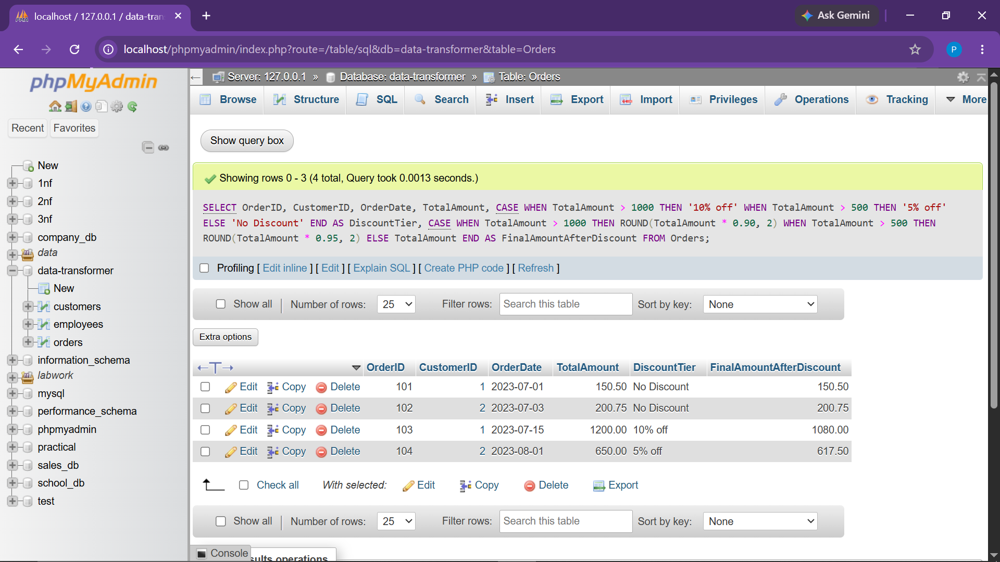 localhost / 127.0.0.1 / data-tran
Ask Gemini
localhost/phpmyadmin/index.php?route=/table/sql&db=data-transformer&table=Orders
P
phpMyAdmin
Recent Favorites
New
1nf
2nf
3nf
company_db
data
data-transformer
New
customers
employees
orders
information_schema
labwork
mysql
performance_schema
phpmyadmin
practical
sales_db
school_db
test
Server: 127.0.0.1 » Database: data-transformer » Table: Orders
Browse Structure SQL Search Insert Export Import Privileges Operations Tracking More
Show query box
Showing rows 0 - 3 (4 total, Query took 0.0013 seconds.)
SELECT OrderID, CustomerID, OrderDate, TotalAmount, CASE WHEN TotalAmount > 1000 THEN '10% off' WHEN TotalAmount > 500 THEN '5% off'
ELSE 'No Discount' END AS DiscountTier, CASE WHEN TotalAmount > 1000 THEN ROUND(TotalAmount * 0.90, 2) WHEN TotalAmount > 500 THEN
ROUND(TotalAmount * 0.95, 2) ELSE TotalAmount END AS FinalAmountAfterDiscount FROM Orders;
Profiling [ Edit inline ] [ Edit ] [ Explain SQL ] [ Create PHP code ] [ Refresh ]
Show all Number of rows: 25 Filter rows: Search this table Sort by key: None
Extra options
←T→ OrderID CustomerID OrderDate TotalAmount DiscountTier FinalAmountAfterDiscount
Edit Copy Delete 101 1 2023-07-01 150.50 No Discount 150.50
Edit Copy Delete 102 2 2023-07-03 200.75 No Discount 200.75
Edit Copy Delete 103 1 2023-07-15 1200.00 10% off 1080.00
Edit Copy Delete 104 2 2023-08-01 650.00 5% off 617.50
Check all With selected: Edit Copy Delete Export
Show all Number of rows: 25 Filter rows: Search this table Sort by key: None
Console
operations